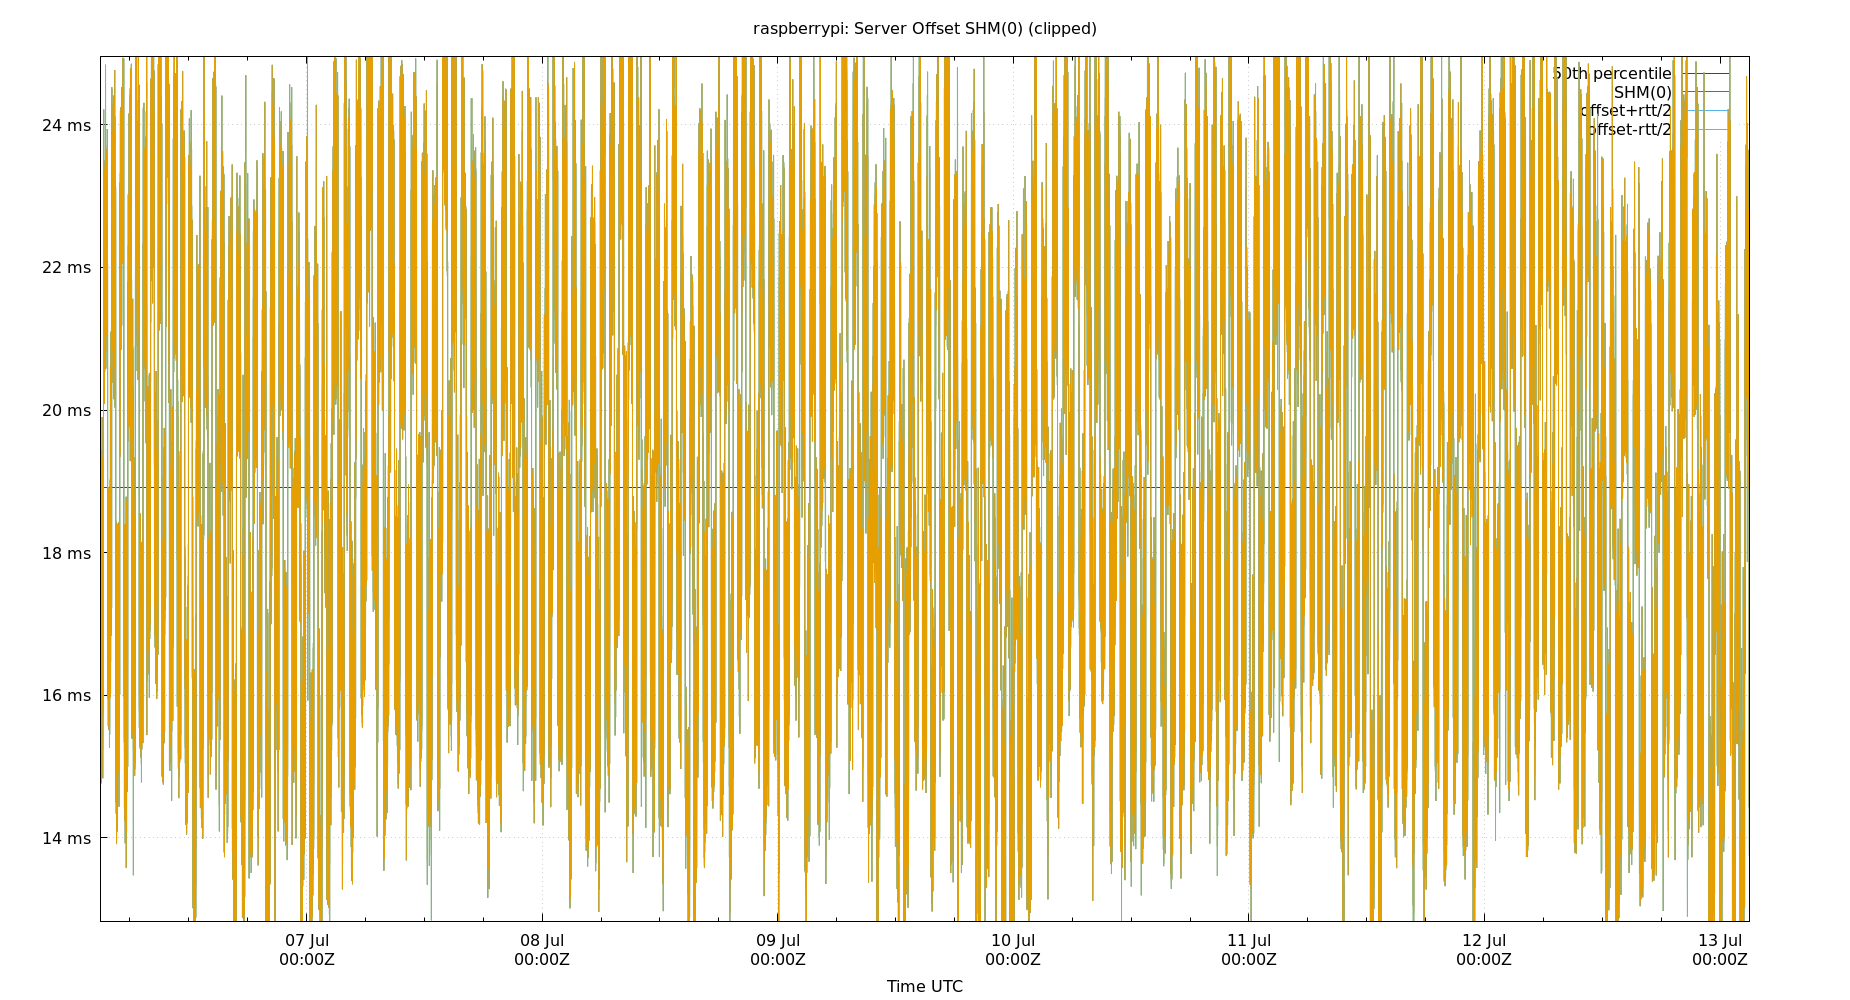 raspberrypi: Server Offset SHM(0) (clipped)
50th percentile
SHM(0)
offset+rtt/2
offset-rtt/2
24 ms
22 ms
20 ms
18 ms
16 ms
14 ms
07 Jul 08 Jul 09 Jul 10 Jul 11 Jul 12 Jul 13 Jul
00:00Z 00:00Z 00:00Z 00:00Z 00:00Z 00:00Z 00:00Z
Time UTC